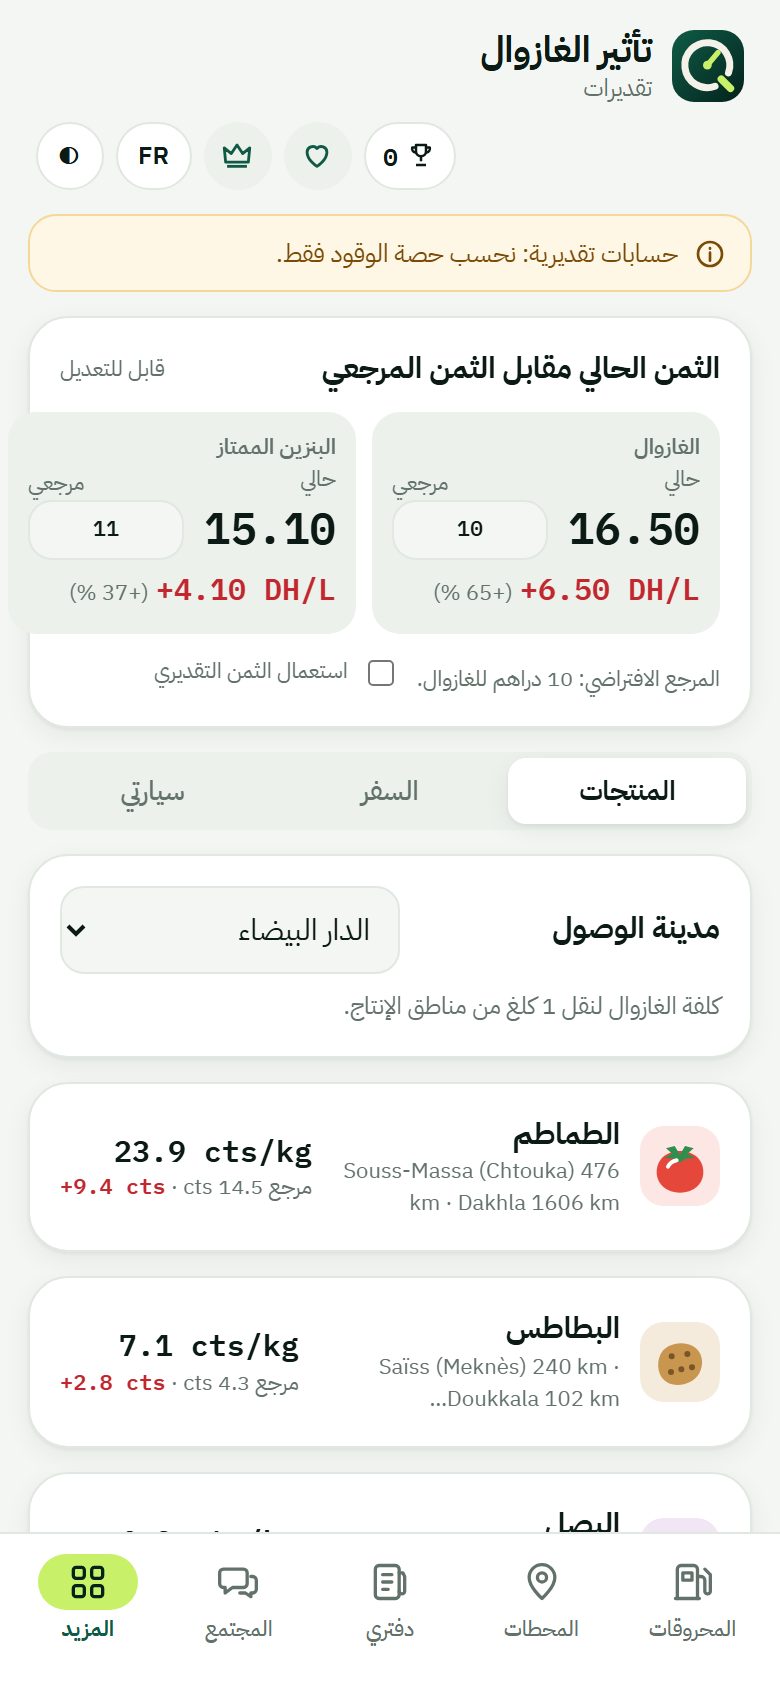 تأثير الغازوال
تقديرات
0
FR
حسابات تقديرية: نحسب حصة الوقود فقط.
الثمن الحالي مقابل الثمن المرجعي
قابل للتعديل
الغازوال
حالي
مرجعي
16.50
10
+6.50 DH/L (+65 %)
البنزين الممتاز
حالي
مرجعي
15.10
11
+4.10 DH/L (+37 %)
المرجع الافتراضي: 10 دراهم للغازوال.
استعمال الثمن التقديري
المنتجات
السفر
سيارتي
مدينة الوصول
الدار البيضاء
كلفة الغازوال لنقل 1 كلغ من مناطق الإنتاج.
الطماطم
Souss-Massa (Chtouka) 476
km · Dakhla 1606 km
23.9 cts/kg
مرجع 14.5 cts · +9.4 cts
البطاطس
Saïss (Meknès) 240 km ·
Doukkala 102 km...
7.1 cts/kg
مرجع 4.3 cts · +2.8 cts
البصل
المحروقات
المحطات
دفتري
المجتمع
المزيد